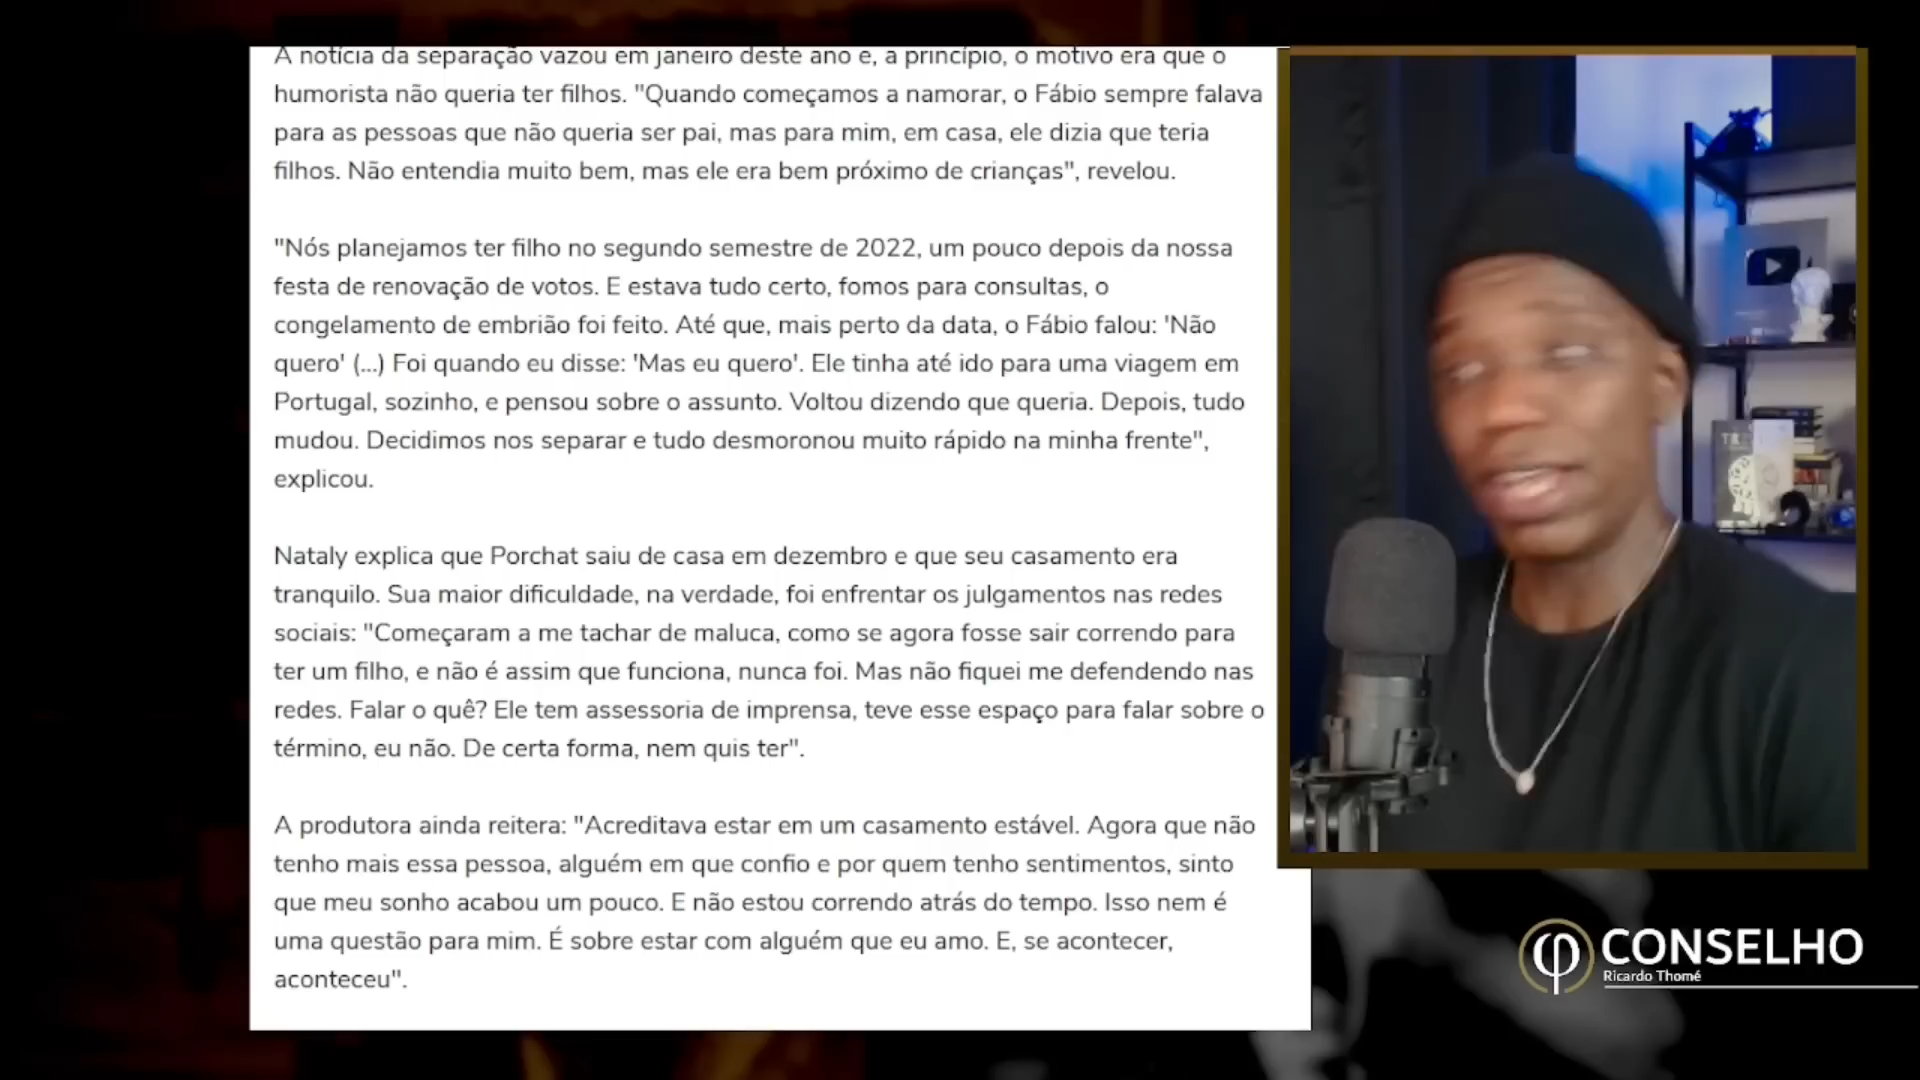 A notícia da separação vazou em janeiro deste ano e, a princípio, o motivo era que o
humorista não queria ter filhos. "Quando começamos a namorar, o Fábio sempre falava
para as pessoas que não queria ser pai, mas para mim, em casa, ele dizia que teria
filhos. Não entendia muito bem, mas ele era bem próximo de crianças", revelou.
"Nós planejamos ter filho no segundo semestre de 2022, um pouco depois da nossa
festa de renovação de votos. E estava tudo certo, fomos para consultas, o
congelamento de embrião foi feito. Até que, mais perto da data, o Fábio falou: 'Não
quero' (...) Foi quando eu disse: 'Mas eu quero'. Ele tinha até ido para uma viagem em
Portugal, sozinho, e pensou sobre o assunto. Voltou dizendo que queria. Depois, tudo
mudou. Decidimos nos separar e tudo desmoronou muito rápido na minha frente",
explicou.
Nataly explica que Porchat saiu de casa em dezembro e que seu casamento era
tranquilo. Sua maior dificuldade, na verdade, foi enfrentar os julgamentos nas redes
sociais: "Começaram a me tachar de maluca, como se agora fosse sair correndo para
ter um filho, e não é assim que funciona, nunca foi. Mas não fiquei me defendendo nas
redes. Falar o quê? Ele tem assessoria de imprensa, teve esse espaço para falar sobre o
término, eu não. De certa forma, nem quis ter".
A produtora ainda reitera: "Acreditava estar em um casamento estável. Agora que não
tenho mais essa pessoa, alguém em que confio e por quem tenho sentimentos, sinto
que meu sonho acabou um pouco. E não estou correndo atrás do tempo. Isso nem é
uma questão para mim. É sobre estar com alguém que eu amo. E, se acontecer,
aconteceu".
CONSELHO
Ricardo Thomé